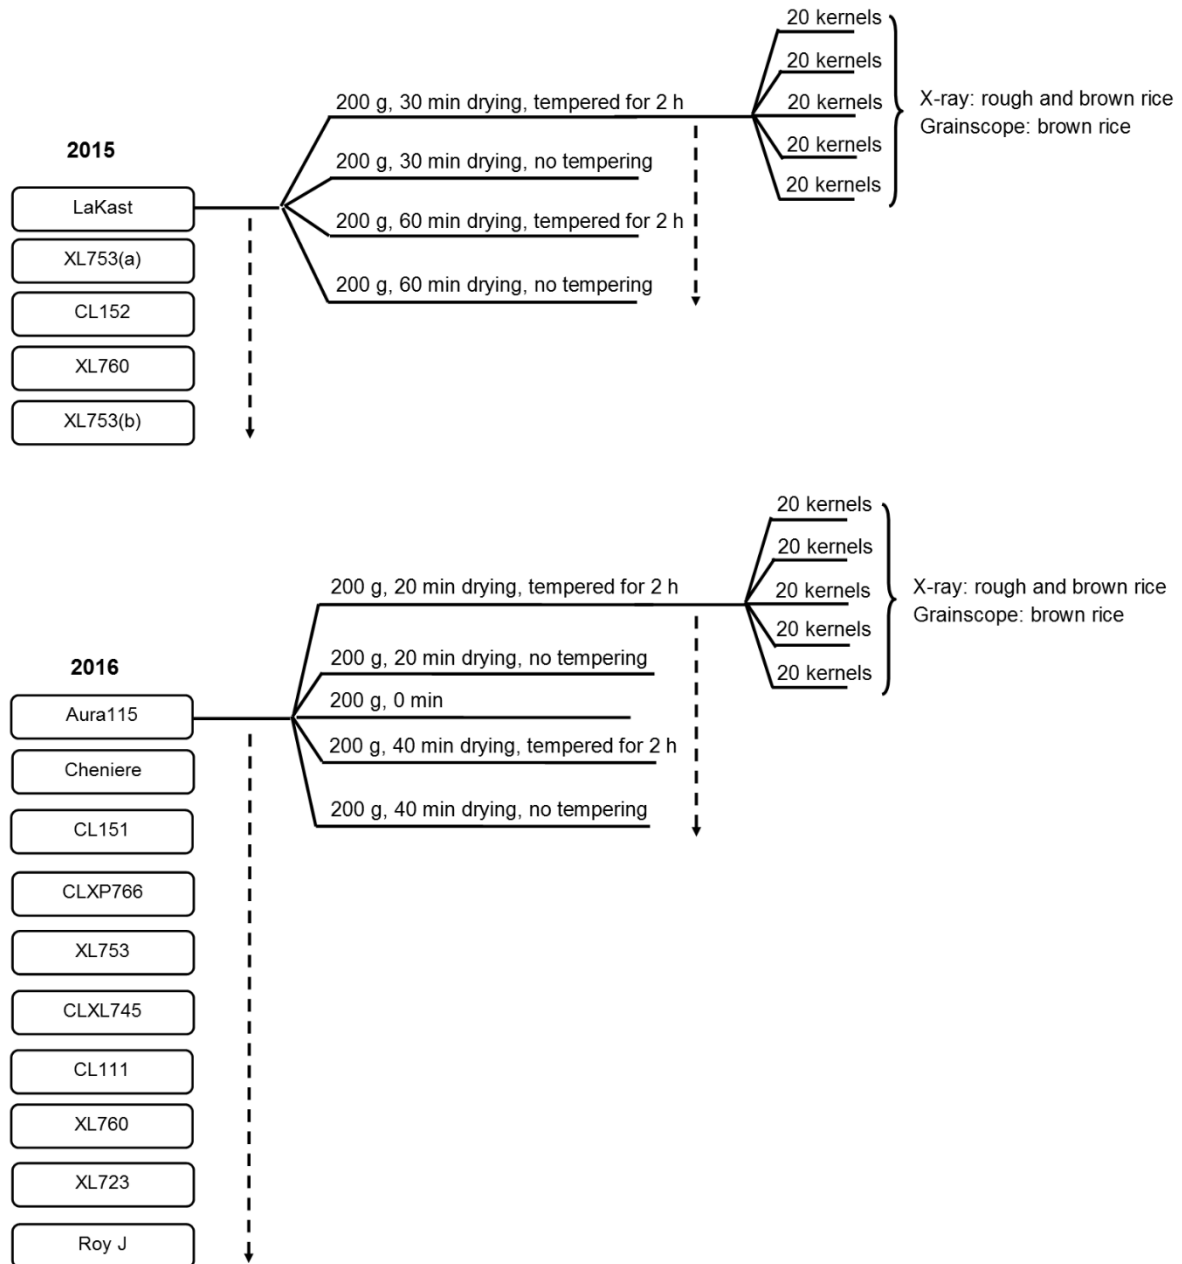 20 kernels
20 kernels
200 g, 30 min drying, tempered for 2 h
20 kernels
X-ray: rough and brown rice
Grainscope: brown rice
20 kernels
2015
200 g, 30 min drying, no tempering
20 kernels
LaKast
200 g, 60 min drying, tempered for 2 h
XL753(a)
200 g, 60 min drying, no tempering
CL152
XL760
XL753(b)
20 kernels
20 kernels
200 g, 20 min drying, tempered for 2 h
20 kernels
X-ray: rough and brown rice
Grainscope: brown rice
20 kernels
2016
200 g, 20 min drying, no tempering
20 kernels
Aura115
200 g, 0 min
Cheniere
200 g, 40 min drying, tempered for 2 h
200 g, 40 min drying, no tempering
CL151
CLXP766
XL753
CLXL745
CL111
XL760
XL723
Roy J